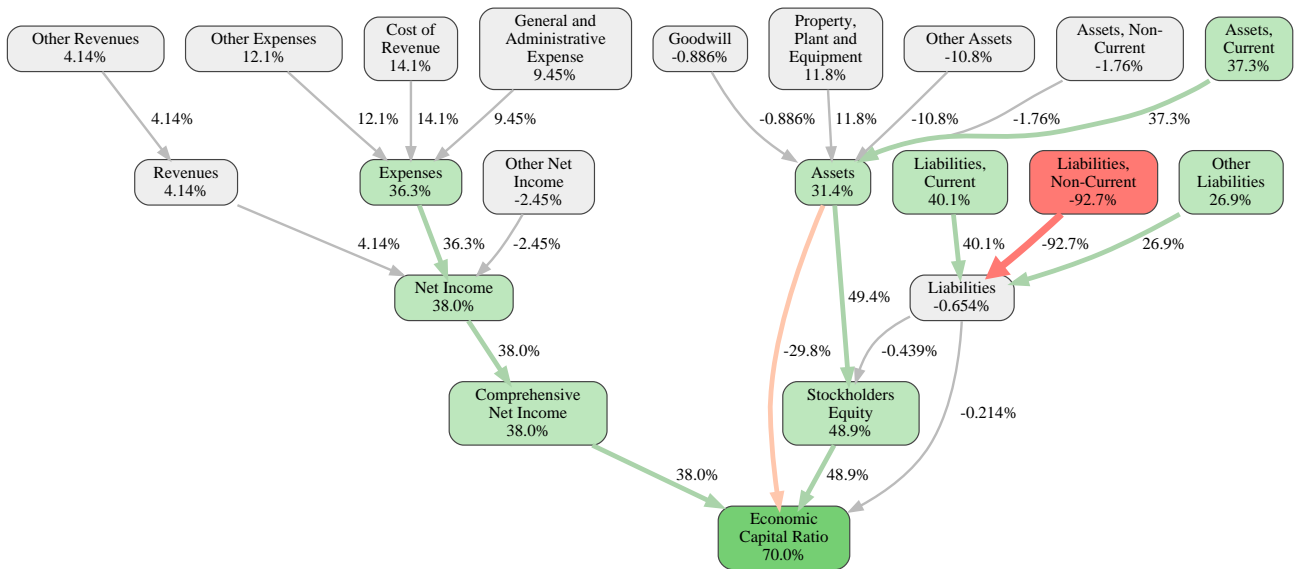 Other Revenues
4.14%
Other Expenses
12.1%
Cost of
Revenue
14.1%
General and
Administrative
Expense
9.45%
Goodwill
-0.886%
Property,
Plant and
Equipment
11.8%
Other Assets
-10.8%
Assets, Non-
Current
-1.76%
Assets,
Current
37.3%
4.14%
12.1%
14.1%
9.45%
-0.886%
11.8%
-10.8%
-1.76%
37.3%
Revenues
4.14%
Expenses
36.3%
Other Net
Income
-2.45%
Assets
31.4%
Liabilities,
Current
40.1%
Liabilities,
Non-Current
-92.7%
Other
Liabilities
26.9%
4.14%
36.3%
-2.45%
40.1%
-92.7%
26.9%
Net Income
38.0%
49.4%
Liabilities
-0.654%
38.0%
-29.8%
-0.439%
Comprehensive
Net Income
38.0%
Stockholders
Equity
48.9%
-0.214%
38.0%
48.9%
Economic
Capital Ratio
70.0%